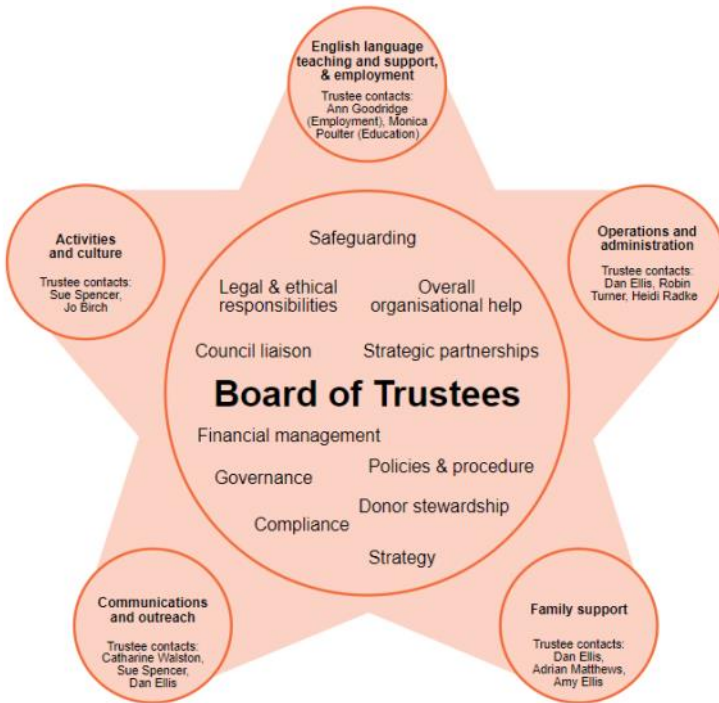 English language
teaching and support,
& employment
Trustee contacts:
Ann Goodridge
(Employment), Monica
Poulter (Education)
Activities
and culture
Trustee contacts:
Sue Spencer,
Jo Birch
Operations and
administration
Trustee contacts:
Dan Ellis, Robin
Turner, Heidi Radke
Safeguarding
Legal & ethical
responsibilities
Overall
organisational help
Council liaison
Strategic partnerships
Board of Trustees
Financial management
Policies & procedure
Governance
Donor stewardship
Compliance
Strategy
Communications
and outreach
Trustee contacts:
Catharine Walston,
Sue Spencer,
Dan Ellis
Family support
Trustee contacts:
Dan Ellis,
Adrian Matthews,
Amy Ellis